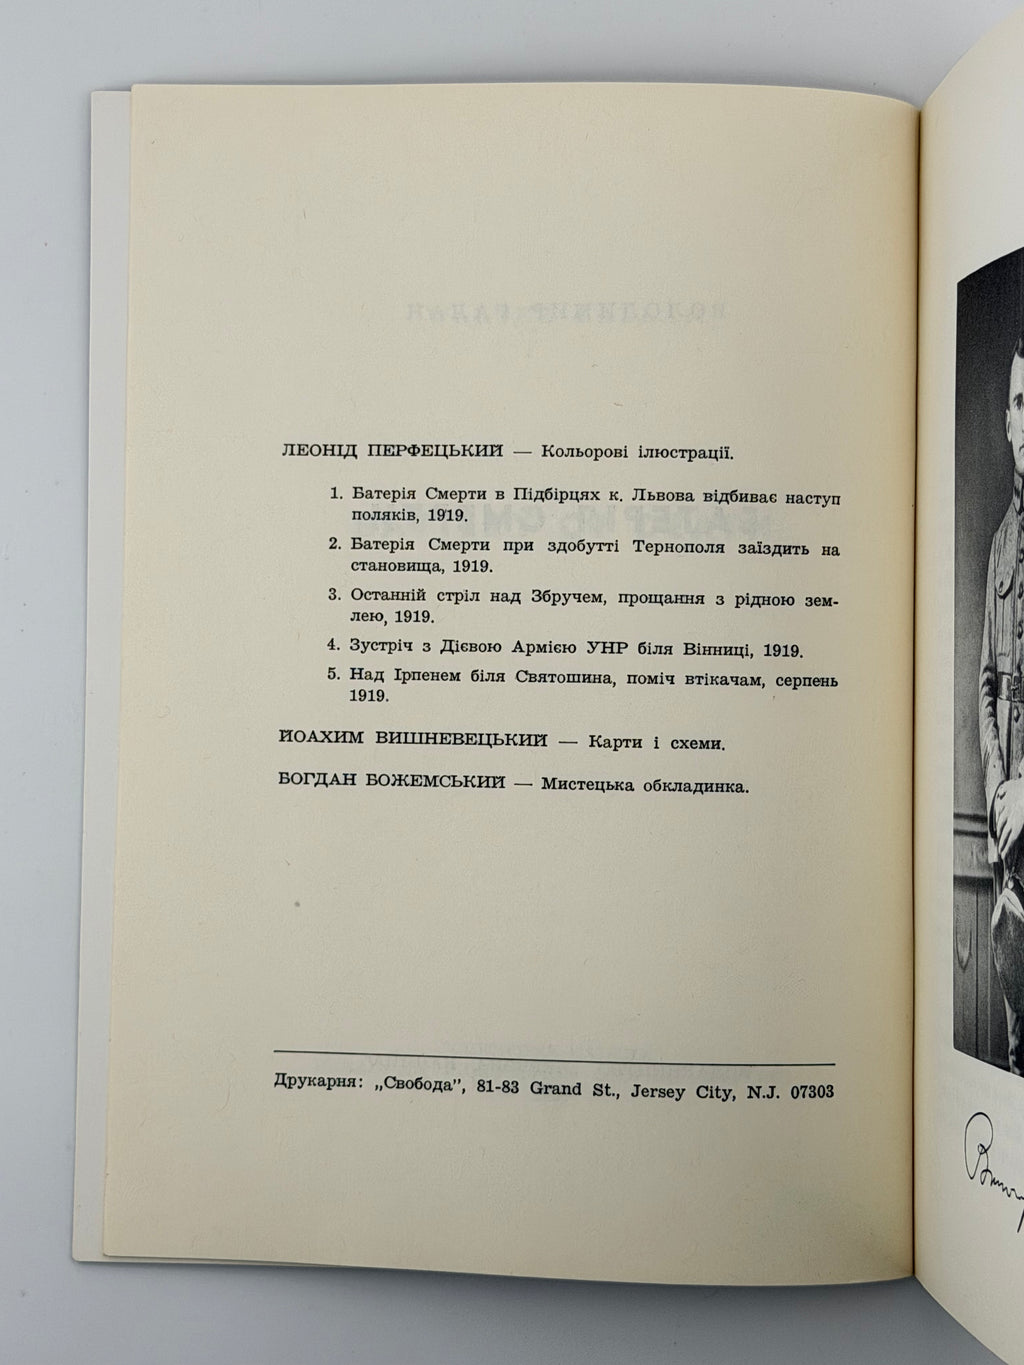 ЛЕОНІД ПЕРФЕЦЬКИЙ — Кольорові ілюстрації.
1. Батерія Смерти в Підбірцях к. Львова відбиває наступ
поляків, 1919.
2. Батерія Смерти при здобутті Тернополя заїздить на
становища, 1919.
3. Останній стріл над Збручем, прощання з рідною зем-
лею, 1919.
4. Зустріч з Дієвою Армією УНР біля Вінниці, 1919.
5. Над Ірпенем біля Святошина, поміч втікачам, серпень
1919.
ЙОАХИМ ВИШНЕВЕЦЬКИЙ — Карти і схеми.
БОГДАН БОЖЕМСЬКИЙ — Мистецька обкладинка.
Друкарня: „Свобода”, 81-83 Grand St., Jersey City, N.J. 07303